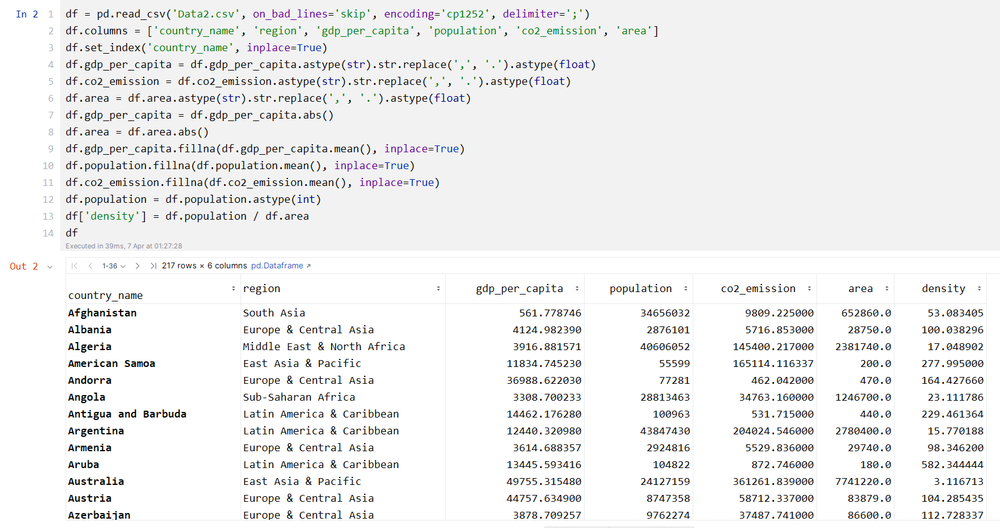 In 2 1 df = pd.read_csv('Data2.csv', on_bad_lines='skip', encoding='cp1252', delimiter=';')
2 df.columns = ['country_name', 'region', 'gdp_per_capita', 'population', 'co2_emission', 'area']
3 df.set_index('country_name', inplace=True)
4 df.gdp_per_capita = df.gdp_per_capita.astype(str).str.replace(',', '.').astype(float)
5 df.co2_emission = df.co2_emission.astype(str).str.replace(',', '.').astype(float)
6 df.area = df.area.astype(str).str.replace(',', '.').astype(float)
7 df.gdp_per_capita = df.gdp_per_capita.abs()
8 df.area = df.area.abs()
9 df.gdp_per_capita.fillna(df.gdp_per_capita.mean(), inplace=True)
10 df.population.fillna(df.population.mean(), inplace=True)
11 df.co2_emission.fillna(df.co2_emission.mean(), inplace=True)
12 df.population = df.population.astype(int)
13 df['density'] = df.population / df.area
14 df
Executed in 39ms, 7 Apr at 01:27:28
Out 2 1-36 217 rows × 6 columns pd.Dataframe
country_name region gdp_per_capita population co2_emission area density
Afghanistan South Asia 561.778746 34656032 9809.225000 652860.0 53.083405
Albania Europe & Central Asia 4124.982390 2876101 5716.853000 28750.0 100.038296
Algeria Middle East & North Africa 3916.881571 40606052 145400.217000 2381740.0 17.048902
American Samoa East Asia & Pacific 11834.745230 55599 165114.116337 200.0 277.995000
Andorra Europe & Central Asia 36988.622030 77281 462.042000 470.0 164.427660
Angola Sub-Saharan Africa 3308.700233 28813463 34763.160000 1246700.0 23.111786
Antigua and Barbuda Latin America & Caribbean 14462.176280 100963 531.715000 440.0 229.461364
Argentina Latin America & Caribbean 12440.320980 43847430 204024.546000 2780400.0 15.770188
Armenia Europe & Central Asia 3614.688357 2924816 5529.836000 29740.0 98.346200
Aruba Latin America & Caribbean 13445.593416 104822 872.746000 180.0 582.344444
Australia East Asia & Pacific 49755.315480 24127159 361261.839000 7741220.0 3.116713
Austria Europe & Central Asia 44757.634900 8747358 58712.337000 83879.0 104.285435
Azerbaijan Europe & Central Asia 3878.709257 9762274 37487.741000 86600.0 112.728337